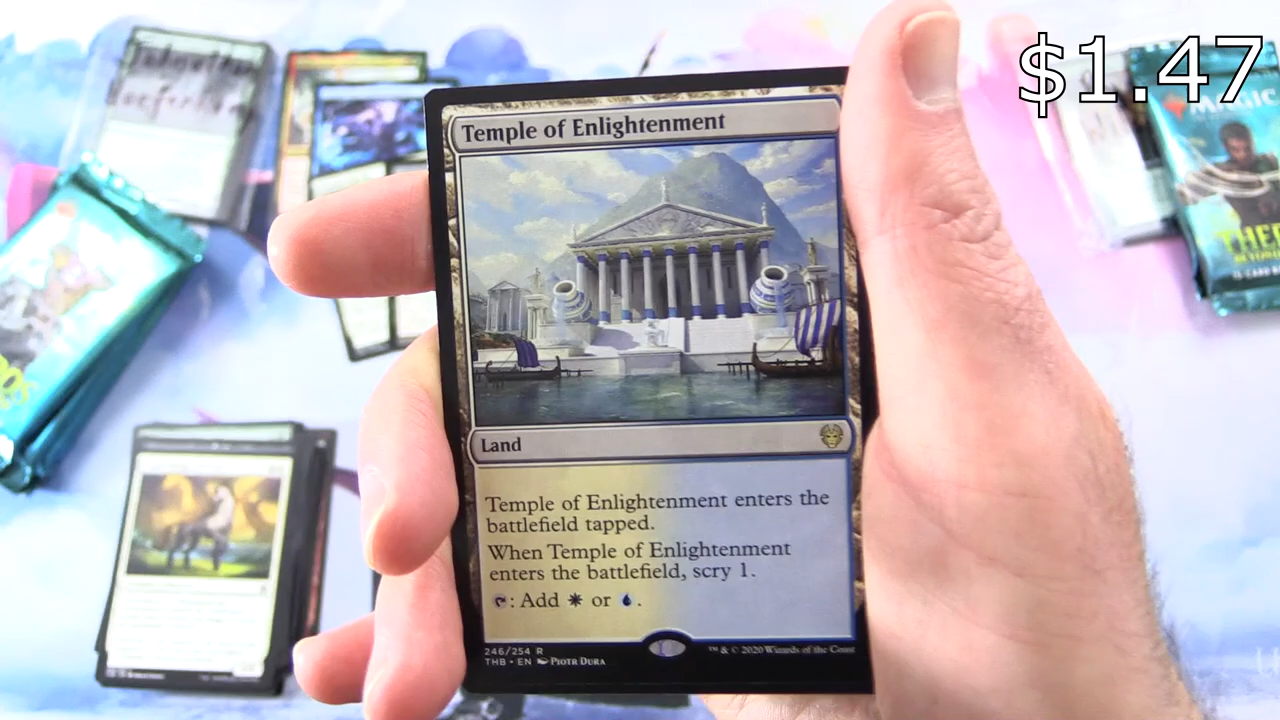 $1.47
Temple of Enlightenment
Land
Temple of Enlightenment enters the
battlefield tapped.
When Temple of Enlightenment
enters the battlefield, scry 1.
: Add or .
246/254 R
THB • EN Piotr Dura
™ & © 2020 Wizards of the Coast
MAGIC